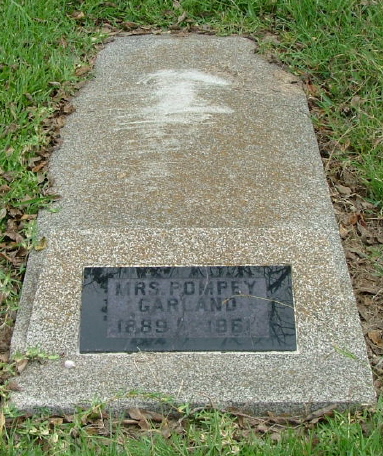 MRS. POMPEY
GARLAND
1889 - 1961